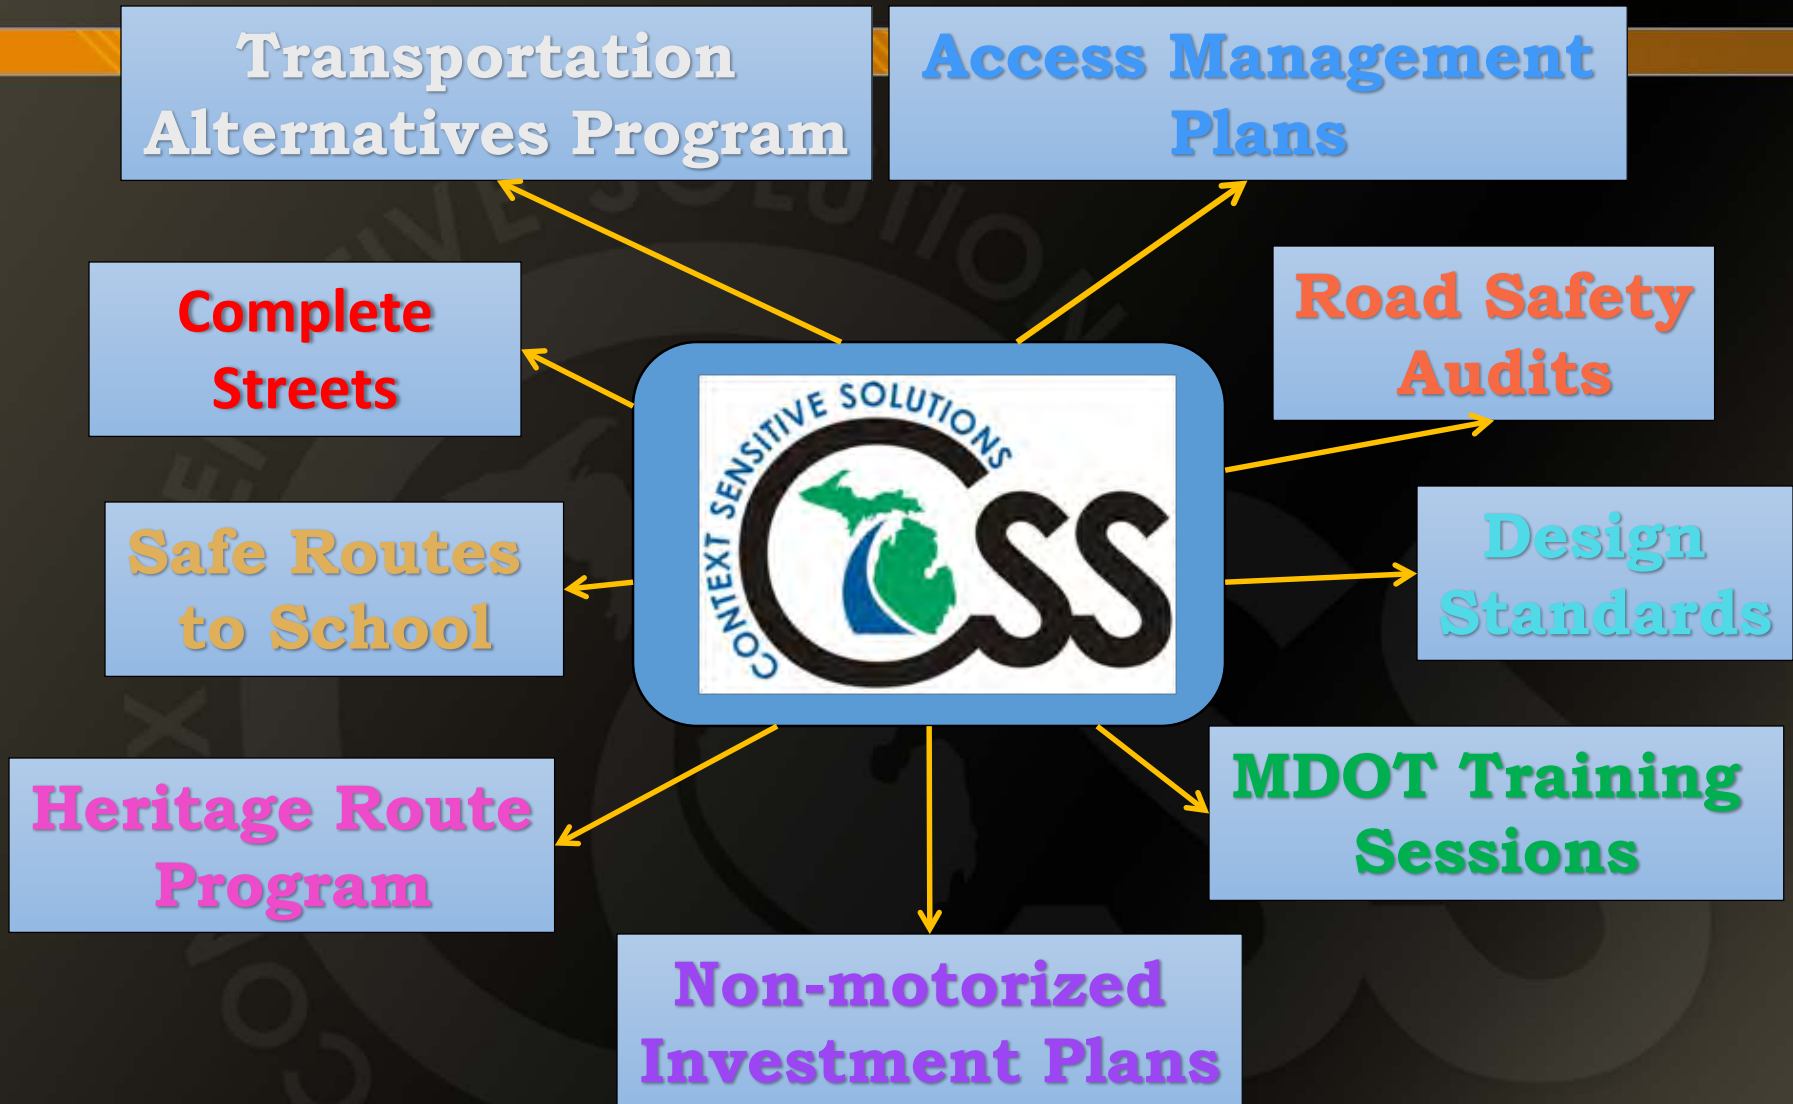 Transportation
Alternatives Program
Access Management
Plans
Complete
Streets
Road Safety
Audits
CONTEXT SENSITIVE SOLUTIONS
CSS
Safe Routes
to School
Design
Standards
Heritage Route
Program
MDOT Training
Sessions
Non-motorized
Investment Plans